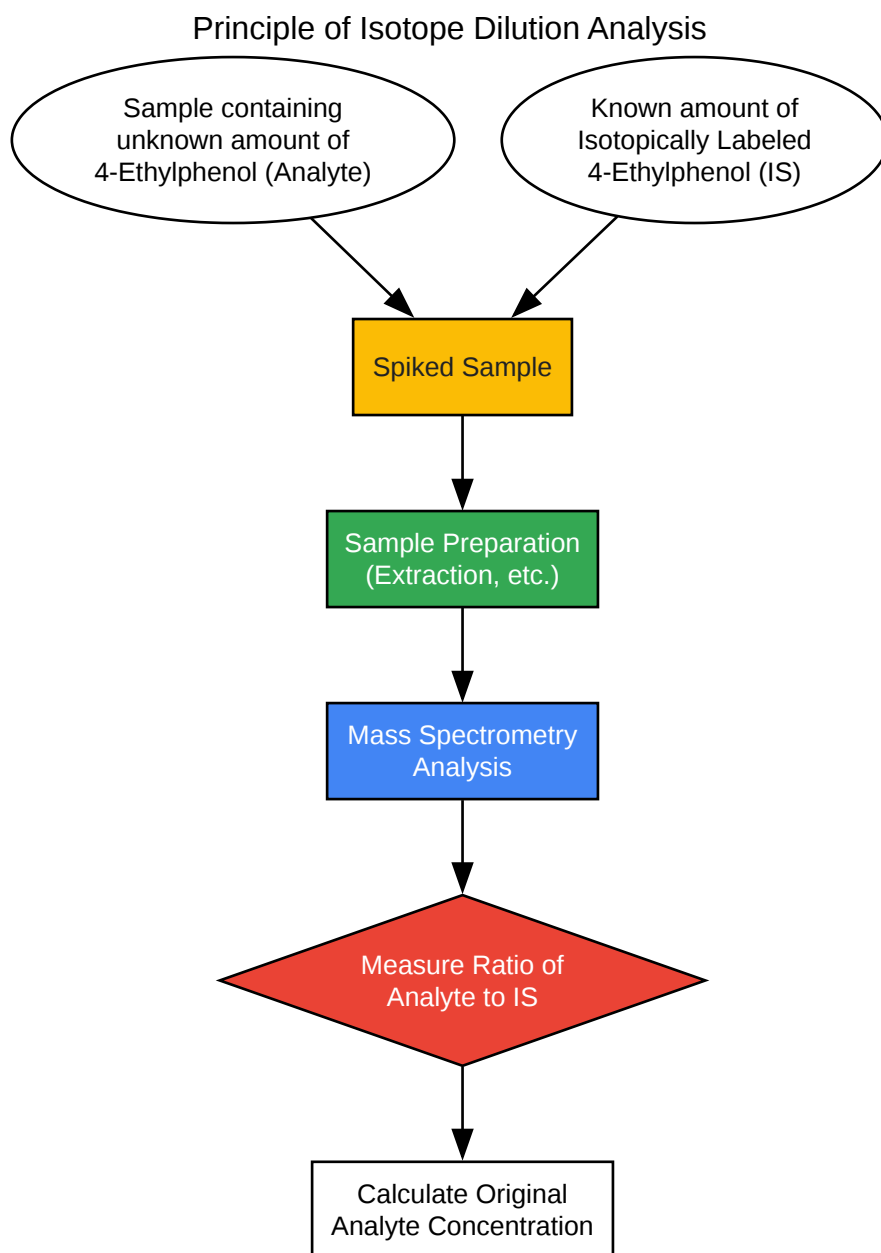 Principle of Isotope Dilution Analysis
Sample containing
unknown amount of
4-Ethylphenol (Analyte)
Known amount of
Isotopically Labeled
4-Ethylphenol (IS)
Spiked Sample
Sample Preparation
(Extraction, etc.)
Mass Spectrometry
Analysis
Measure Ratio of
Analyte to IS
Calculate Original
Analyte Concentration